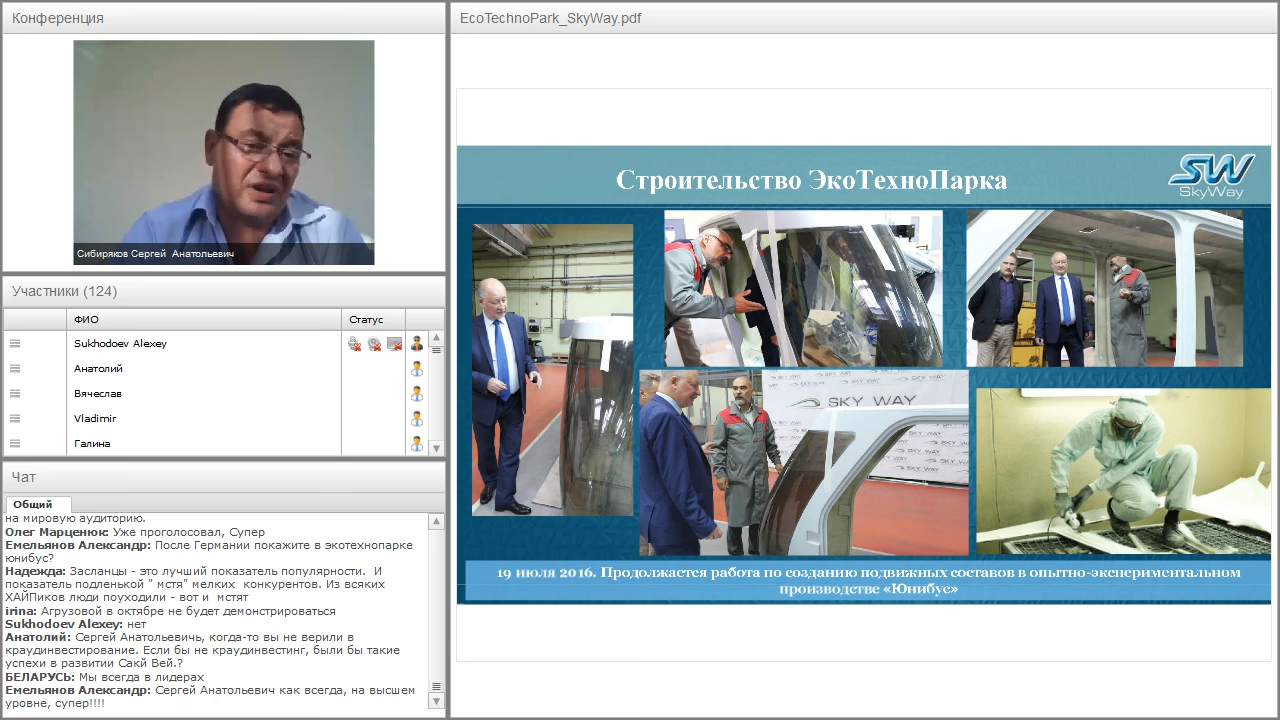 Конференция
Сибиряков Сергей Анатольевич
Участники (124)
ФИО
Статус
Sukhodoev Alexey
Анатолий
Вячеслав
Vladimir
Галина
Чат
Общий
на мировую аудиторию.
Олег Марценюк: Уже проголосовал, Супер
Емельянов Александр: После Германии покажите в экотехнопарке
юнибус?
Надежда: Засланцы - это лучший показатель популярности. И
показатель подленькой " мстя" мелких конкурентов. Из всяких
ХАЙПиков люди поуходили - вот и мстят
irina: Агрузовой в октябре не будет демонстрироваться
Sukhodoev Alexey: нет
Анатолий: Сергей Анатольевичь, когда-то вы не верили в
краудинвестирование. Если бы не краудинвестинг, были бы такие
успехи в развитии Сакй Вей.?
БЕЛАРУСЬ: Мы всегда в лидерах
Емельянов Александр: Сергей Анатольевич как всегда, на высшем
уровне, супер!!!!
EcoTechnoPark_SkyWay.pdf
Строительство ЭкоТехноПарка
SW
SkyWay
SKY WAY
SKY WAY
19 июля 2016. Продолжается работа по созданию подвижных составов в опытно-экспериментальном
производстве «Юнибус»